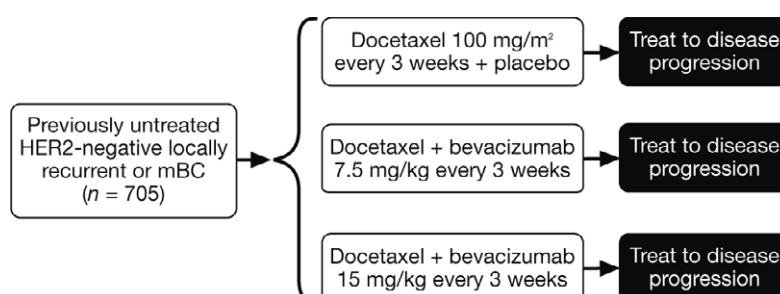 Docetaxel 100 mg/m²
every 3 weeks + placebo
Treat to disease
progression
Previously untreated
HER2-negative locally
recurrent or mBC
(n = 705)
Docetaxel + bevacizumab
7.5 mg/kg every 3 weeks
Treat to disease
progression
Docetaxel + bevacizumab
15 mg/kg every 3 weeks
Treat to disease
progression